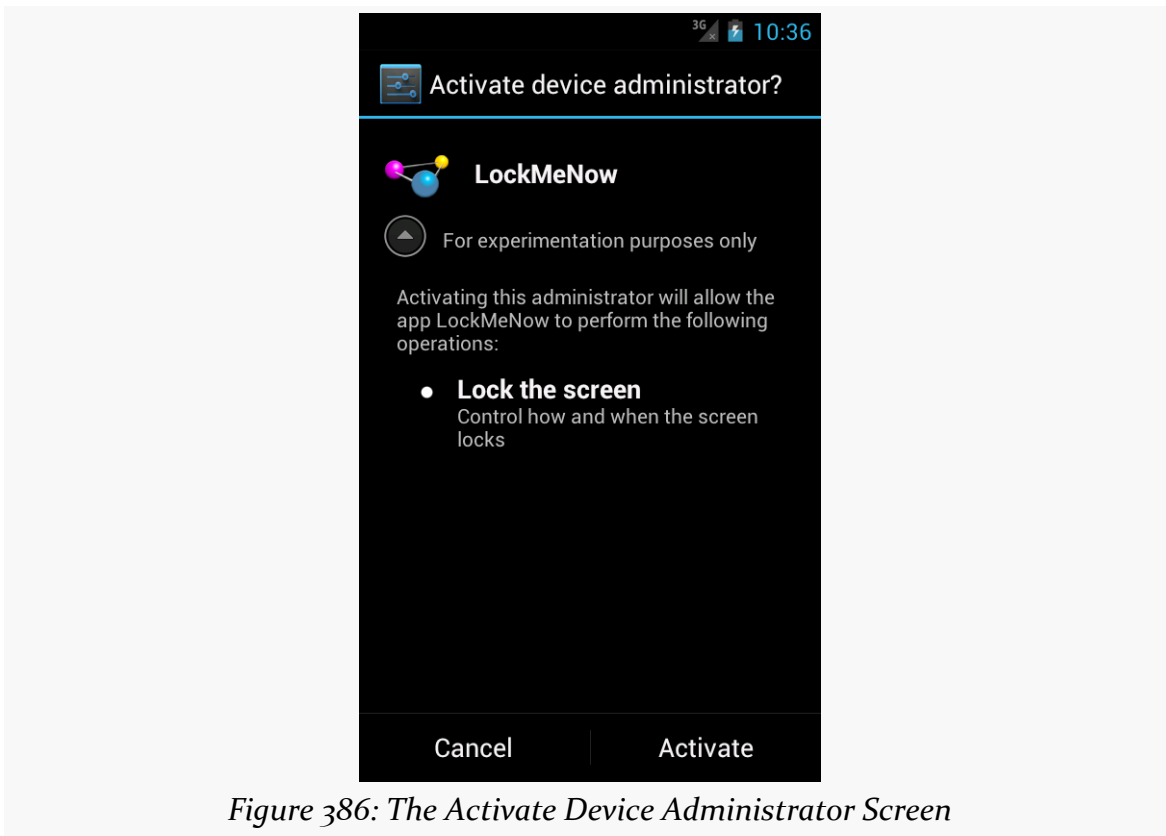 3G 10:36
Activate device administrator?
LockMeNow
For experimentation purposes only
Activating this administrator will allow the
app LockMeNow to perform the following
operations:
Lock the screen
Control how and when the screen
locks
Cancel Activate
Figure 386: The Activate Device Administrator Screen